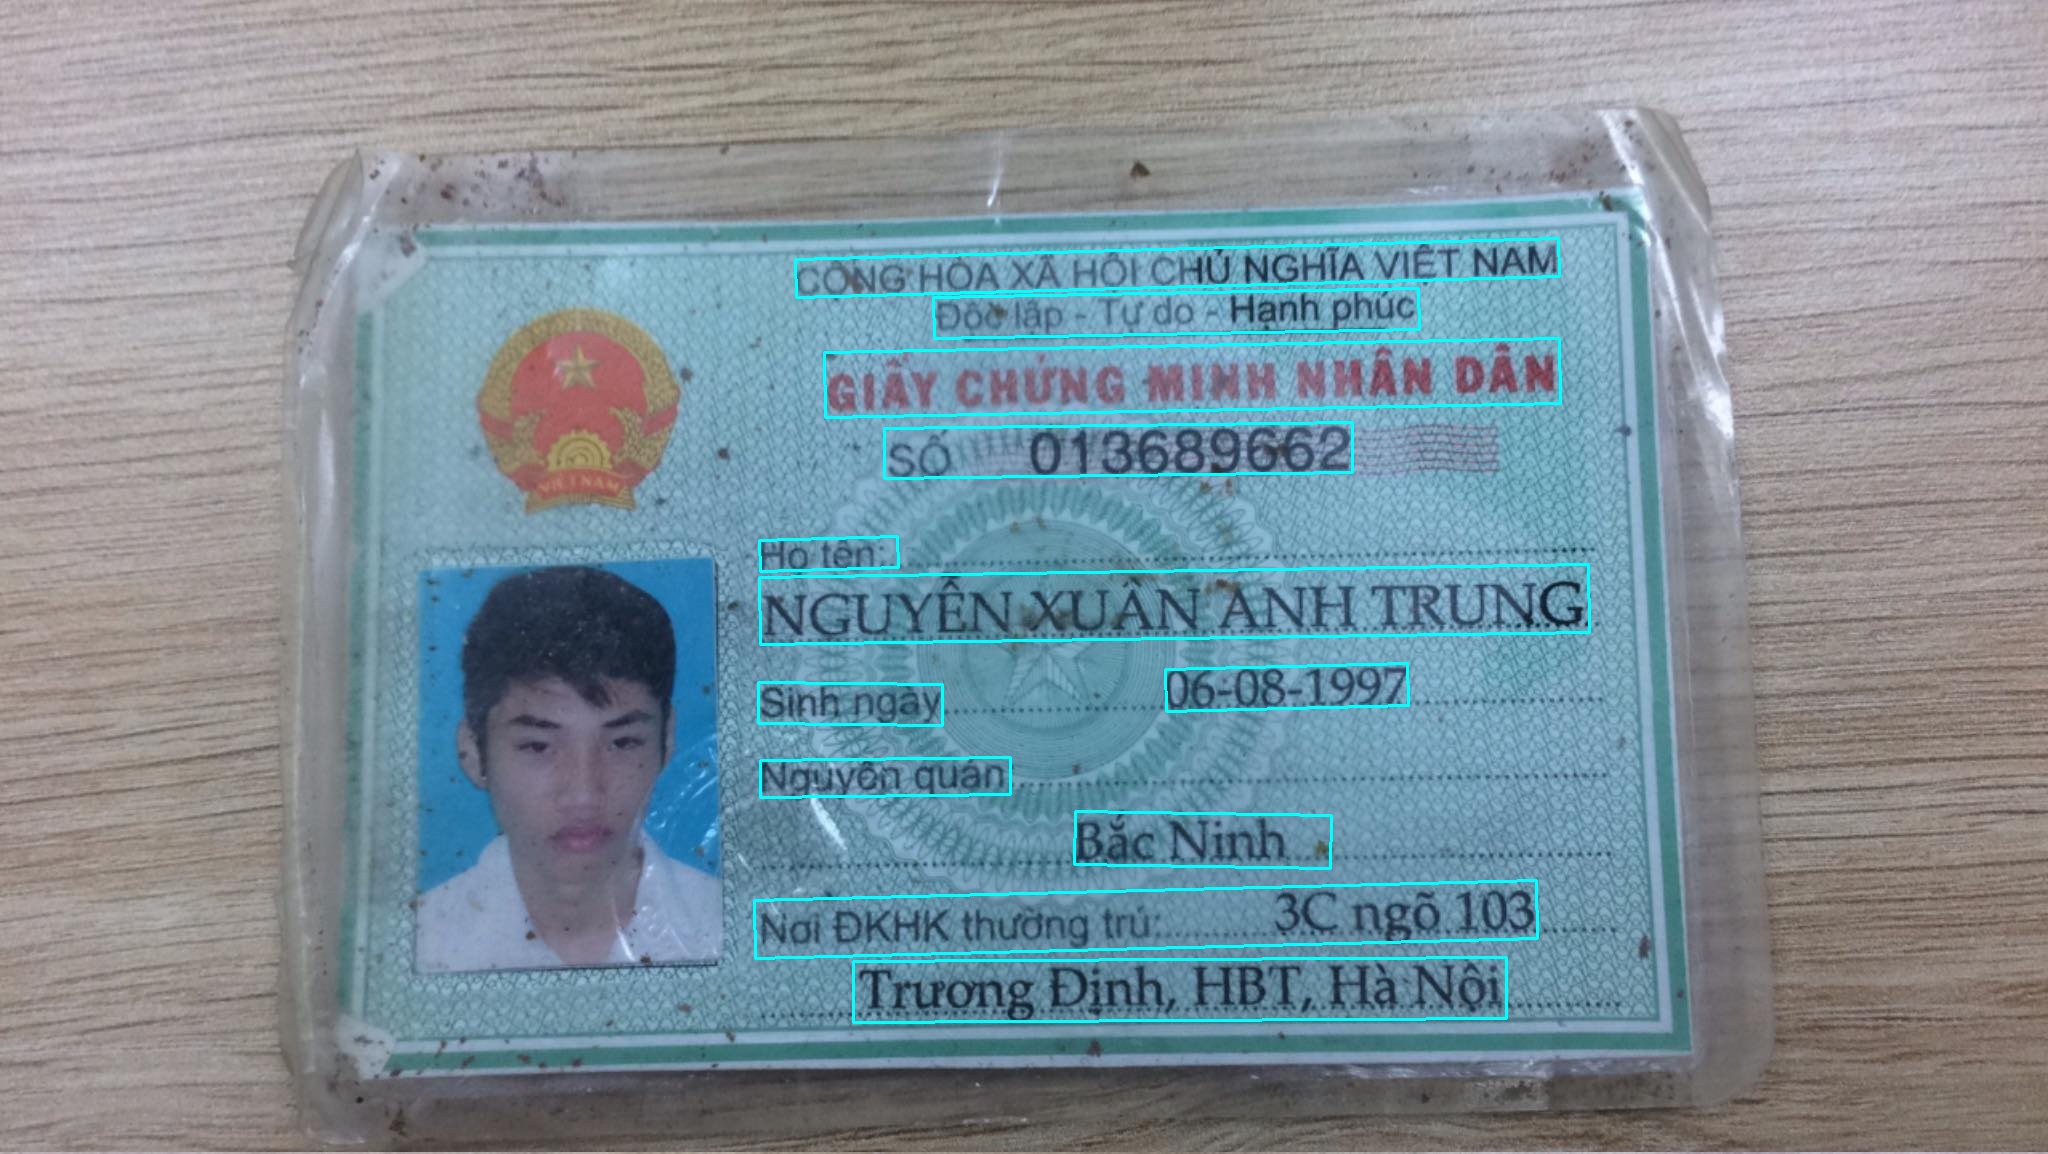 CỘNG HÒA XÃ HỘI CHỦ NGHĨA VIỆT NAM
Độc lập - Tự do - Hạnh phúc
GIẤY CHỨNG MINH NHÂN DÂN
SỐ 013689662
VIỆT NAM
Họ tên:
NGUYỄN XUÂN ANH TRUNG
Sinh ngày 06-08-1997
Nguyên quán
Bắc Ninh
Nơi ĐKHK thường trú: 3C ngõ 103
Trương Định, HBT, Hà Nội